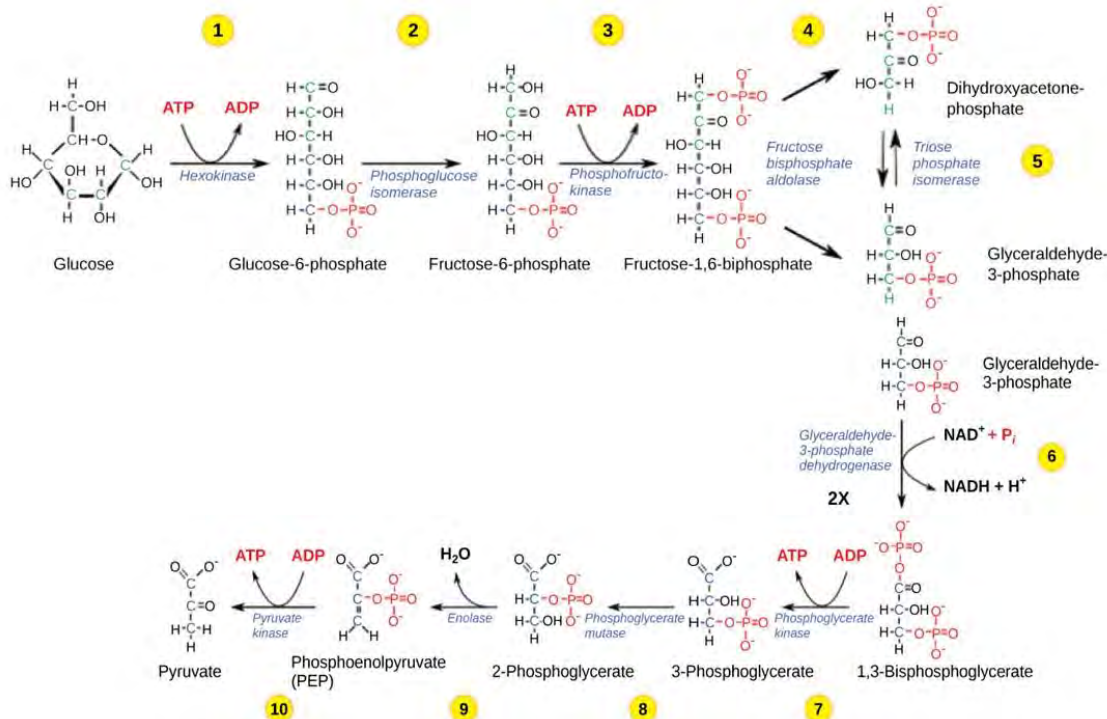 1
2
3
4
5
6
7
8
9
10
ATP
ADP
Hexokinase
Phosphoglucose
isomerase
ATP
ADP
Phosphofructo-
kinase
Fructose
bisphosphate
aldolase
Triose
phosphate
isomerase
Dihydroxyacetone-
phosphate
Glucose
Glucose-6-phosphate
Fructose-6-phosphate
Fructose-1,6-biphosphate
Glyceraldehyde-
3-phosphate
Glyceraldehyde-
3-phosphate
Glyceraldehyde-
3-phosphate
dehydrogenase
NAD⁺ + Pᵢ
NADH + H⁺
2X
ATP
ADP
Pyruvate
kinase
H₂O
Enolase
Phosphoglycerate
mutase
ATP
ADP
Phosphoglycerate
kinase
Pyruvate
Phosphoenolpyruvate
(PEP)
2-Phosphoglycerate
3-Phosphoglycerate
1,3-Bisphosphoglycerate